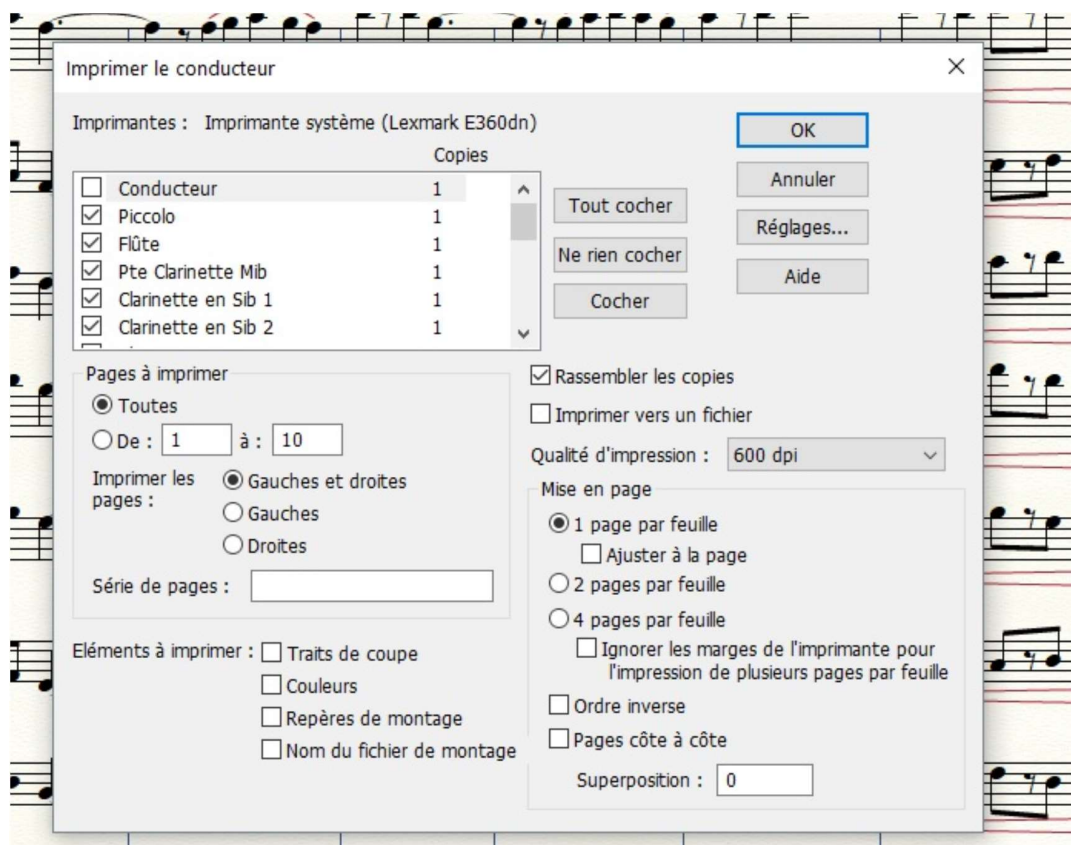 Imprimer le conducteur
Imprimantes : Imprimante système (Lexmark E360dn)
OK
Copies
Conducteur 1
Annuler
Piccolo 1
Tout cocher
Flûte 1
Réglages...
Pte Clarinette Mib 1
Ne rien cocher
Aide
Clarinette en Sib 1 1
Cocher
Clarinette en Sib 2 1
Pages à imprimer
Toutes
De : 1 à : 10
Imprimer les
pages :
Gauches et droites
Gauches
Droites
Série de pages :
Eléments à imprimer :
Traits de coupe
Couleurs
Repères de montage
Nom du fichier de montage
Rassembler les copies
Imprimer vers un fichier
Qualité d'impression : 600 dpi
Mise en page
1 page par feuille
Ajuster à la page
2 pages par feuille
4 pages par feuille
Ignorer les marges de l'imprimante pour
l'impression de plusieurs pages par feuille
Ordre inverse
Pages côte à côte
Superposition : 0